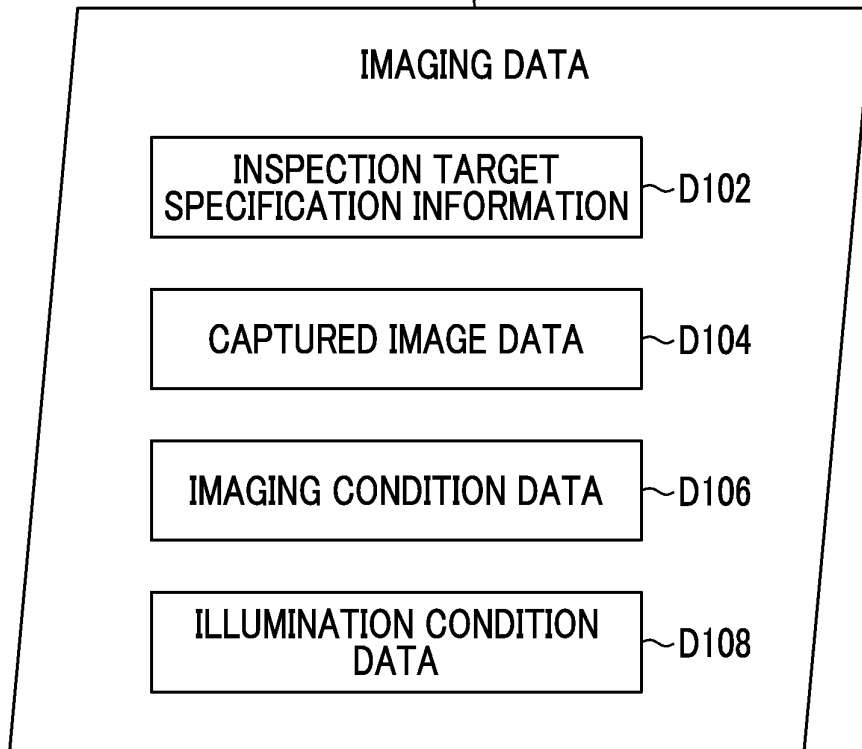 IMAGING DATA
INSPECTION TARGET
SPECIFICATION INFORMATION
D102
CAPTURED IMAGE DATA
D104
IMAGING CONDITION DATA
D106
ILLUMINATION CONDITION
DATA
D108